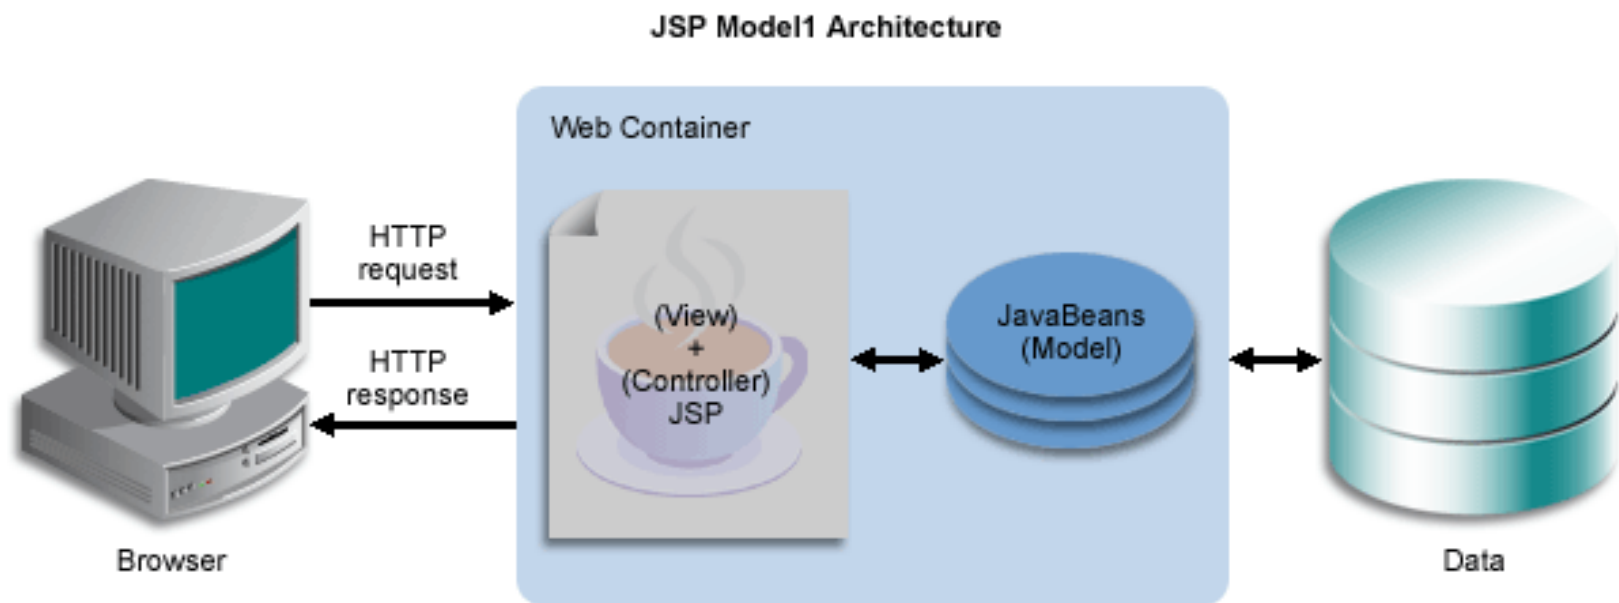 JSP Model1 Architecture
Web Container
HTTP
request
HTTP
response
(View)
+
(Controller)
JSP
JavaBeans
(Model)
Browser
Data